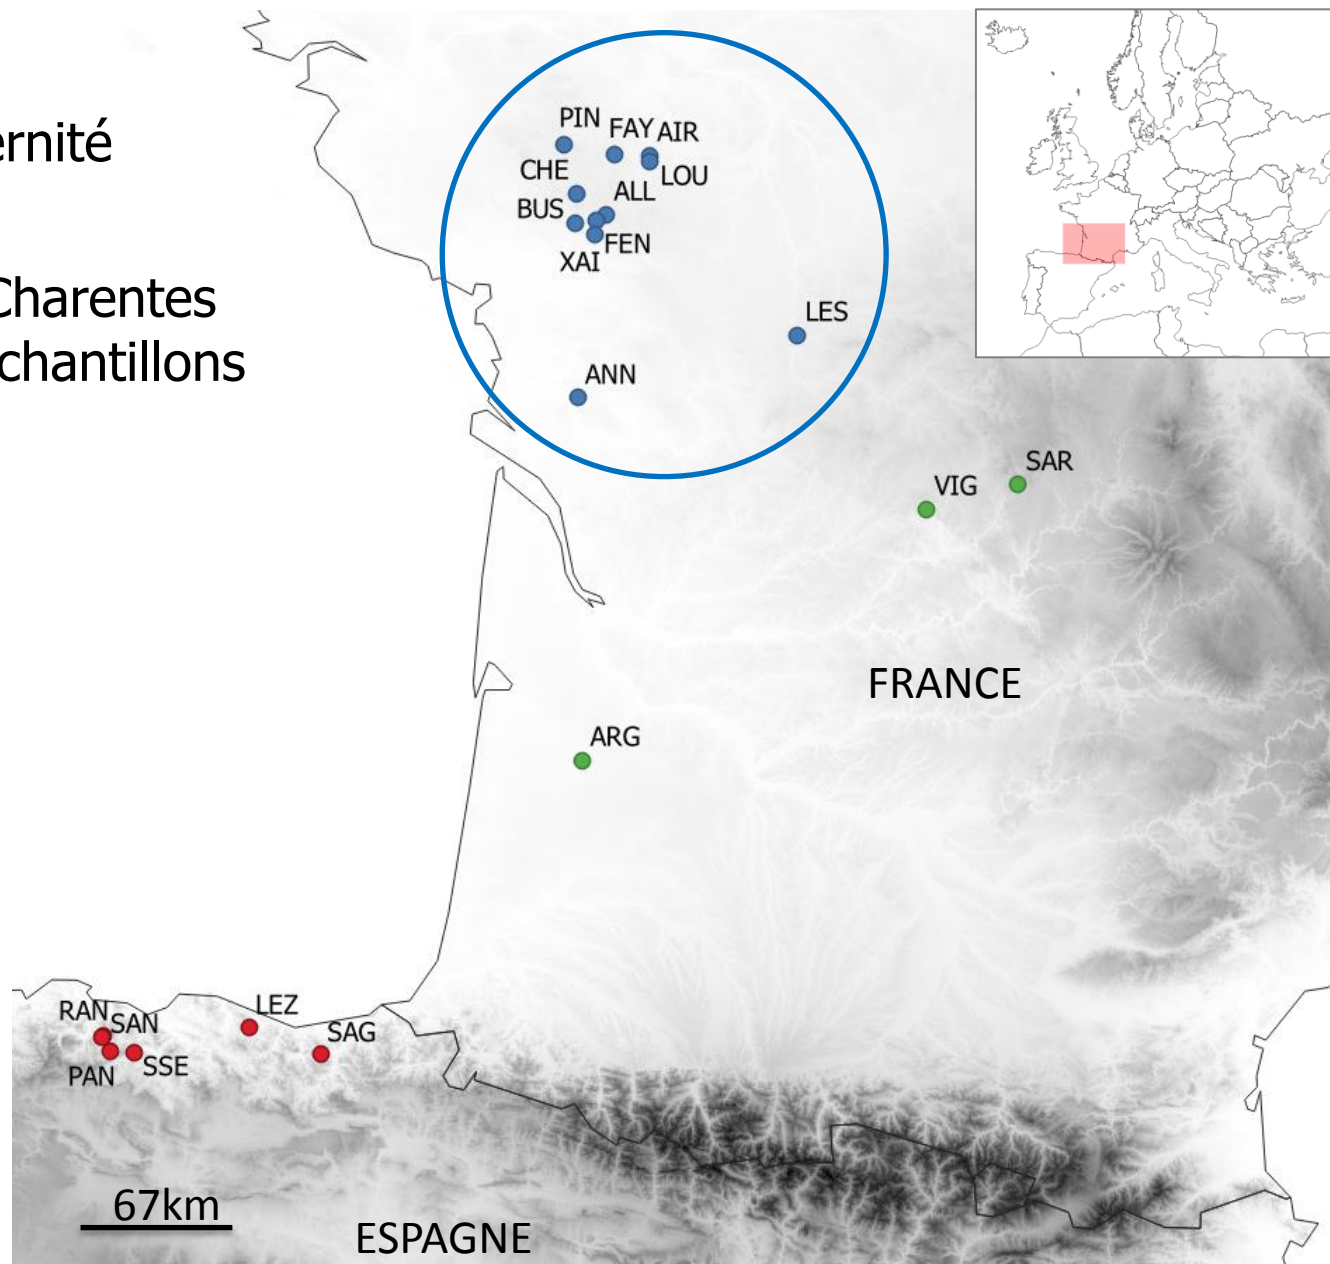 ernité
Charentes
chantillons
PIN
FAY
AIR
CHE
LOU
ALL
BUS
FEN
XAI
LES
ANN
SAR
VIG
FRANCE
ARG
RAN
SAN
LEZ
SAG
PAN
SSE
67km
ESPAGNE